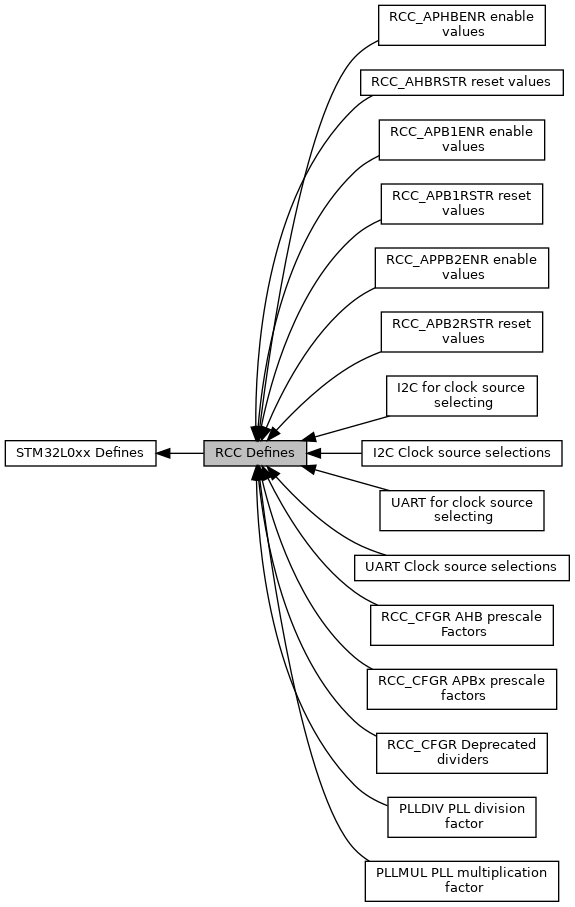 RCC_APHBENR enable
values
RCC_AHBRSTR reset values
RCC_APB1ENR enable
values
RCC_APB1RSTR reset
values
RCC_APPB2ENR enable
values
RCC_APB2RSTR reset
values
I2C for clock source
selecting
STM32L0xx Defines
RCC Defines
I2C Clock source selections
UART for clock source
selecting
UART Clock source selections
RCC_CFGR AHB prescale
Factors
RCC_CFGR APBx prescale
factors
RCC_CFGR Deprecated
dividers
PLLDIV PLL division
factor
PLLMUL PLL multiplication
factor